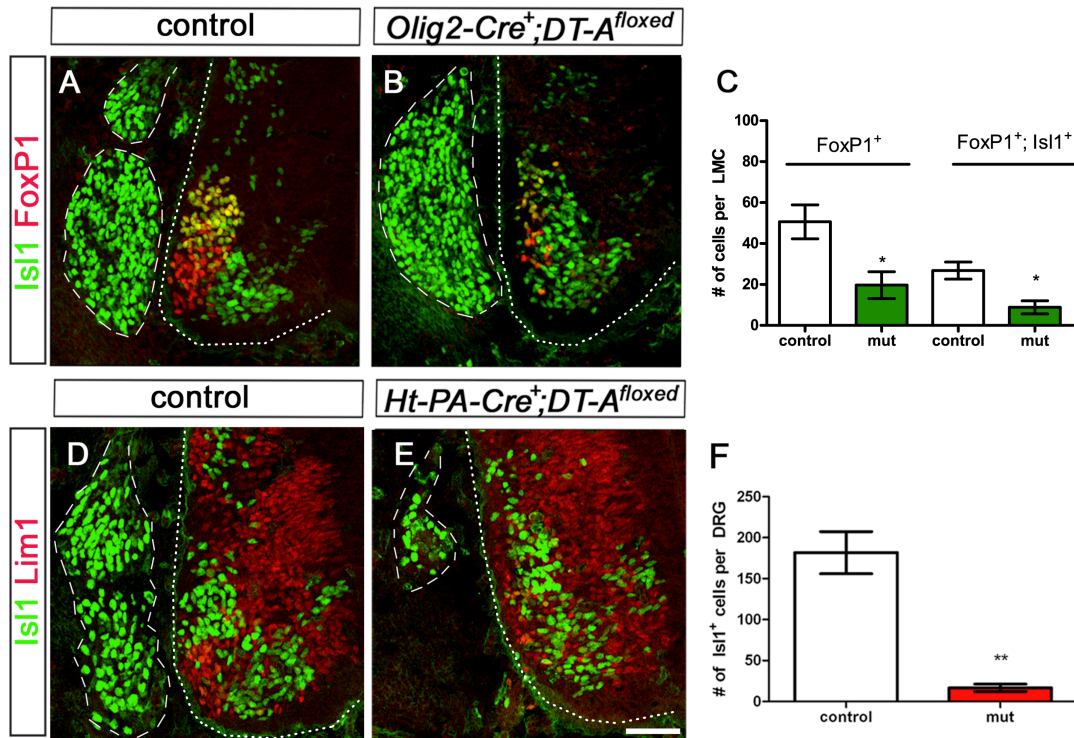 control
Olig2-Cre⁺;DT-A^floxed
Isl1 FoxP1
A
B
C
# of cells per LMC
100
80
60
40
20
0
FoxP1⁺
FoxP1⁺; Isl1⁺
*
*
control
mut
control
mut
control
Ht-PA-Cre⁺;DT-A^floxed
Isl1 Lim1
D
E
F
# of Isl1⁺ cells per DRG
250
200
150
100
50
0
**
control
mut